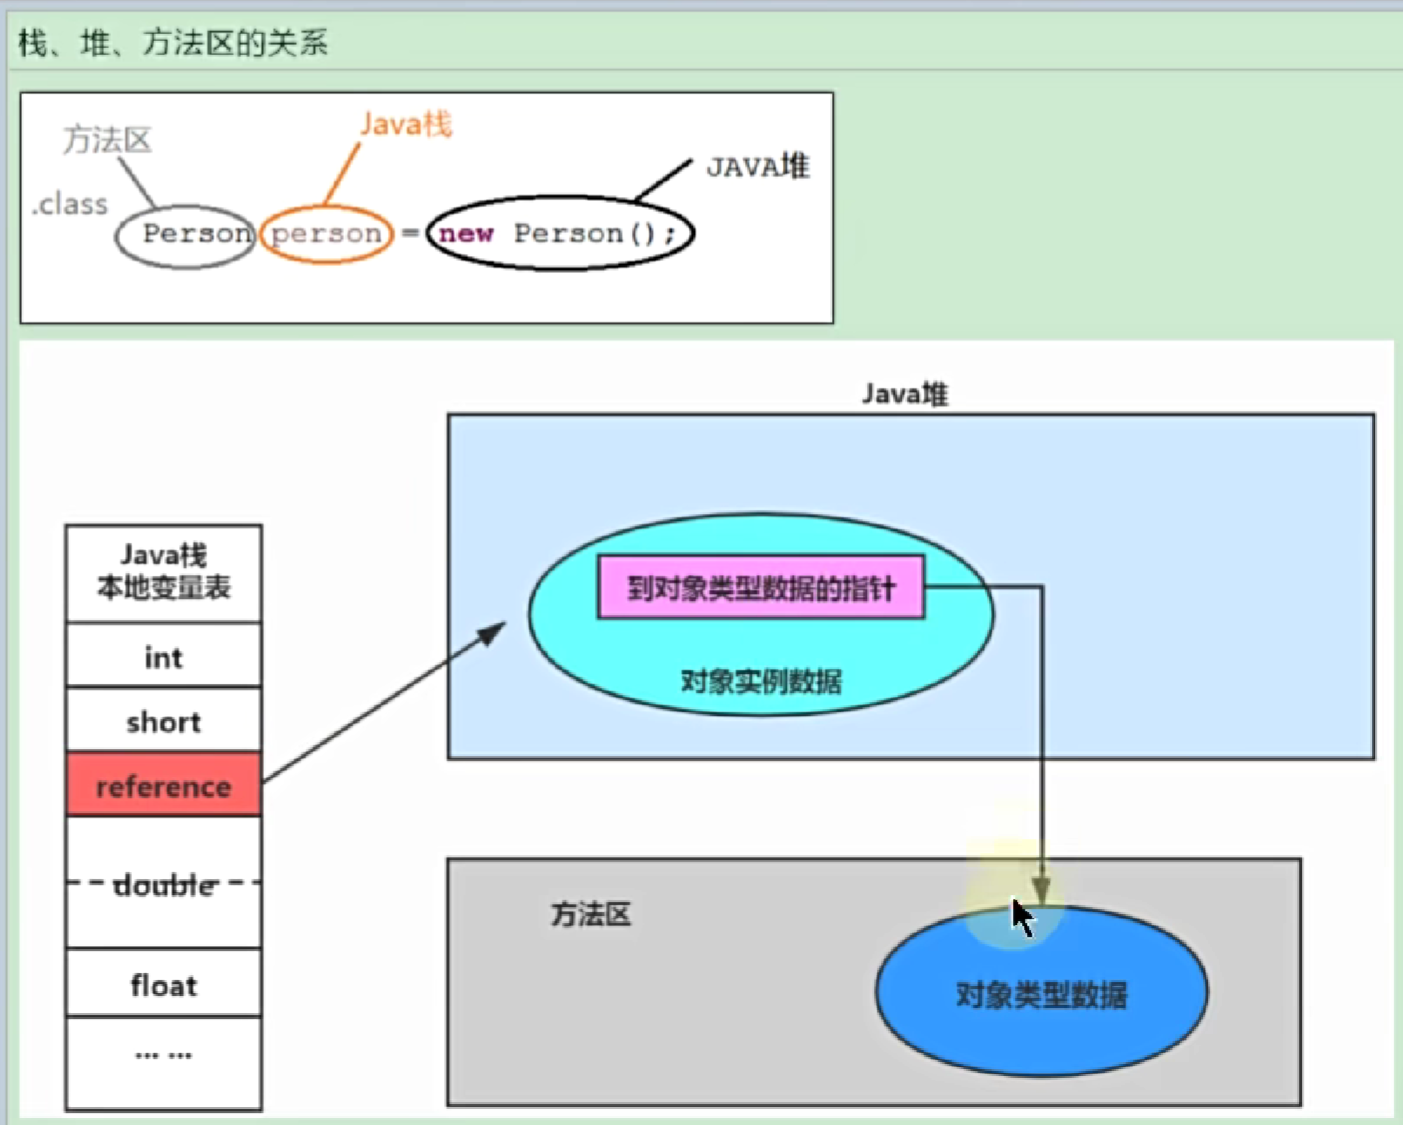 栈、堆、方法区的关系
方法区
Java栈
JAVA堆
.class
Person person = new Person();
Java堆
Java栈
本地变量表
int
short
reference
double
float
... ...
到对象类型数据的指针
对象实例数据
方法区
对象类型数据